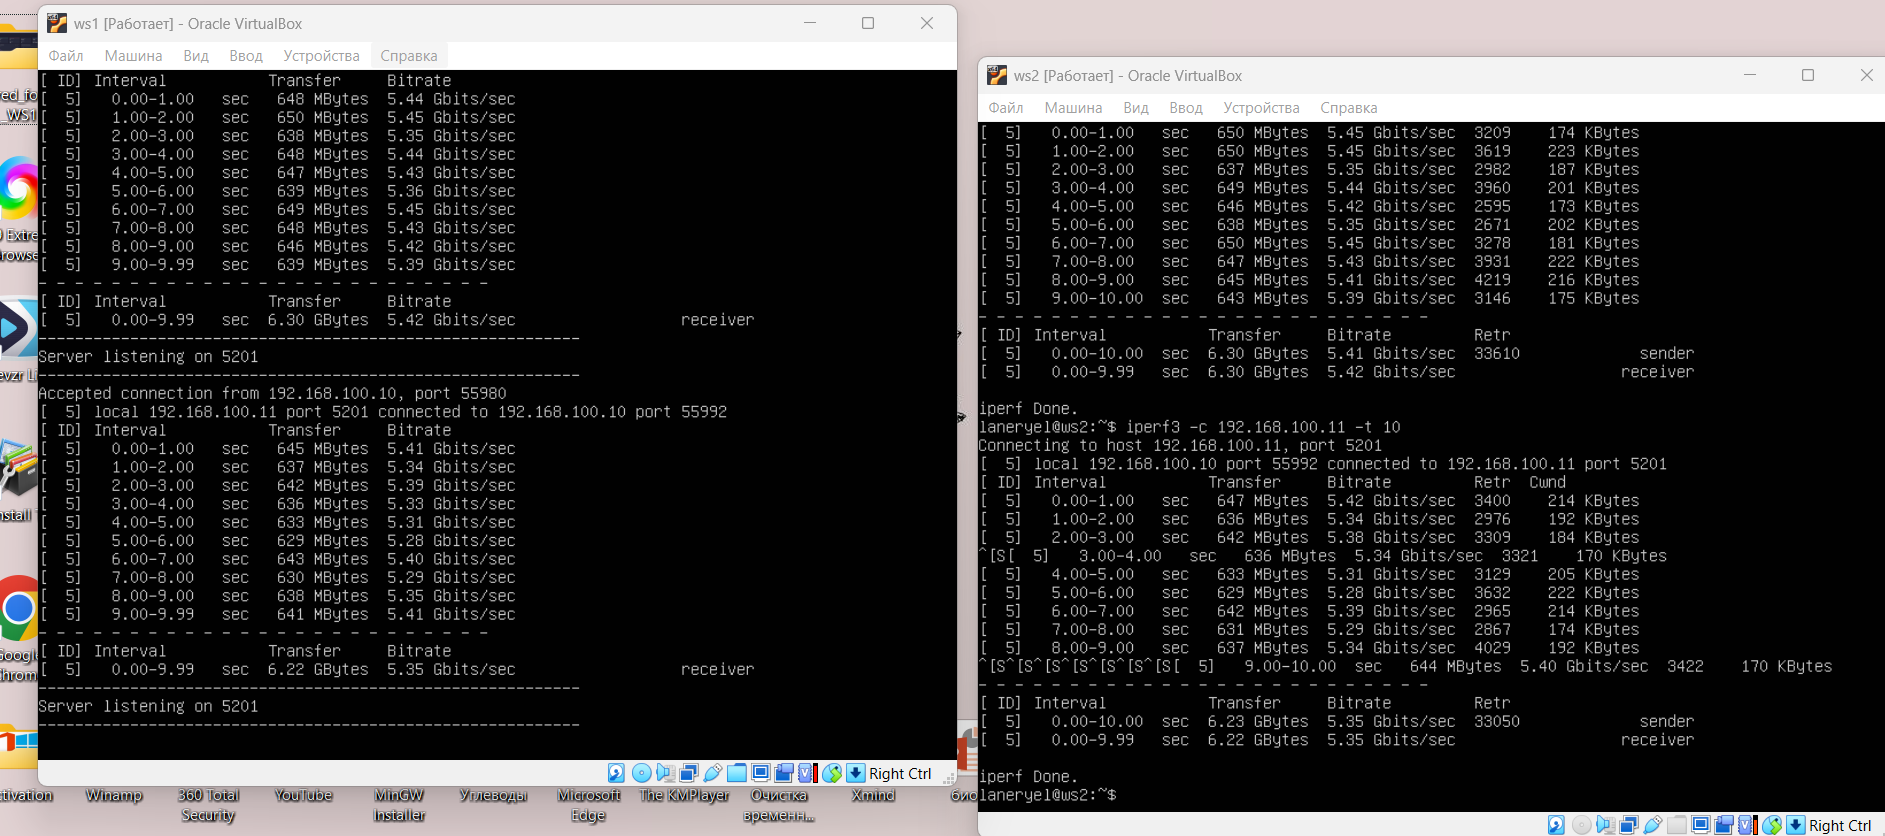 ws1 [Работает] - Oracle VirtualBox
Файл Машина Вид Ввод Устройства Справка
[ ID] Interval Transfer Bitrate
[ 5] 0.00-1.00 sec 648 MBytes 5.44 Gbits/sec
[ 5] 1.00-2.00 sec 650 MBytes 5.45 Gbits/sec
[ 5] 2.00-3.00 sec 638 MBytes 5.35 Gbits/sec
[ 5] 3.00-4.00 sec 648 MBytes 5.44 Gbits/sec
[ 5] 4.00-5.00 sec 647 MBytes 5.43 Gbits/sec
[ 5] 5.00-6.00 sec 639 MBytes 5.36 Gbits/sec
[ 5] 6.00-7.00 sec 649 MBytes 5.45 Gbits/sec
[ 5] 7.00-8.00 sec 648 MBytes 5.43 Gbits/sec
[ 5] 8.00-9.00 sec 646 MBytes 5.42 Gbits/sec
[ 5] 9.00-9.99 sec 639 MBytes 5.39 Gbits/sec
- - - - - - - - - - - - - - - - - - - - - - - - -
[ ID] Interval Transfer Bitrate
[ 5] 0.00-9.99 sec 6.30 GBytes 5.42 Gbits/sec receiver
-----------------------------------------------------------
Server listening on 5201
-----------------------------------------------------------
Accepted connection from 192.168.100.10, port 55980
[ 5] local 192.168.100.11 port 5201 connected to 192.168.100.10 port 55992
[ ID] Interval Transfer Bitrate
[ 5] 0.00-1.00 sec 645 MBytes 5.41 Gbits/sec
[ 5] 1.00-2.00 sec 637 MBytes 5.34 Gbits/sec
[ 5] 2.00-3.00 sec 642 MBytes 5.39 Gbits/sec
[ 5] 3.00-4.00 sec 636 MBytes 5.33 Gbits/sec
[ 5] 4.00-5.00 sec 633 MBytes 5.31 Gbits/sec
[ 5] 5.00-6.00 sec 629 MBytes 5.28 Gbits/sec
[ 5] 6.00-7.00 sec 643 MBytes 5.40 Gbits/sec
[ 5] 7.00-8.00 sec 630 MBytes 5.29 Gbits/sec
[ 5] 8.00-9.00 sec 638 MBytes 5.35 Gbits/sec
[ 5] 9.00-9.99 sec 641 MBytes 5.41 Gbits/sec
- - - - - - - - - - - - - - - - - - - - - - - - -
[ ID] Interval Transfer Bitrate
[ 5] 0.00-9.99 sec 6.22 GBytes 5.35 Gbits/sec receiver
-----------------------------------------------------------
Server listening on 5201
-----------------------------------------------------------
Right Ctrl
ws2 [Работает] - Oracle VirtualBox
Файл Машина Вид Ввод Устройства Справка
[ 5] 0.00-1.00 sec 650 MBytes 5.45 Gbits/sec 3209 174 KBytes
[ 5] 1.00-2.00 sec 650 MBytes 5.45 Gbits/sec 3619 223 KBytes
[ 5] 2.00-3.00 sec 637 MBytes 5.35 Gbits/sec 2982 187 KBytes
[ 5] 3.00-4.00 sec 649 MBytes 5.44 Gbits/sec 3960 201 KBytes
[ 5] 4.00-5.00 sec 646 MBytes 5.42 Gbits/sec 2595 173 KBytes
[ 5] 5.00-6.00 sec 638 MBytes 5.35 Gbits/sec 2671 202 KBytes
[ 5] 6.00-7.00 sec 650 MBytes 5.45 Gbits/sec 3278 181 KBytes
[ 5] 7.00-8.00 sec 647 MBytes 5.43 Gbits/sec 3931 222 KBytes
[ 5] 8.00-9.00 sec 645 MBytes 5.41 Gbits/sec 4219 216 KBytes
[ 5] 9.00-10.00 sec 643 MBytes 5.39 Gbits/sec 3146 175 KBytes
- - - - - - - - - - - - - - - - - - - - - - - - -
[ ID] Interval Transfer Bitrate Retr
[ 5] 0.00-10.00 sec 6.30 GBytes 5.41 Gbits/sec 33610 sender
[ 5] 0.00-9.99 sec 6.30 GBytes 5.42 Gbits/sec receiver
iperf Done.
laneryel@ws2:~$ iperf3 -c 192.168.100.11 -t 10
Connecting to host 192.168.100.11, port 5201
[ 5] local 192.168.100.10 port 55992 connected to 192.168.100.11 port 5201
[ ID] Interval Transfer Bitrate Retr Cwnd
[ 5] 0.00-1.00 sec 647 MBytes 5.42 Gbits/sec 3400 214 KBytes
[ 5] 1.00-2.00 sec 636 MBytes 5.34 Gbits/sec 2976 192 KBytes
[ 5] 2.00-3.00 sec 642 MBytes 5.38 Gbits/sec 3309 184 KBytes
^[S[ 5] 3.00-4.00 sec 636 MBytes 5.34 Gbits/sec 3321 170 KBytes
[ 5] 4.00-5.00 sec 633 MBytes 5.31 Gbits/sec 3129 205 KBytes
[ 5] 5.00-6.00 sec 629 MBytes 5.28 Gbits/sec 3632 222 KBytes
[ 5] 6.00-7.00 sec 642 MBytes 5.39 Gbits/sec 2965 214 KBytes
[ 5] 7.00-8.00 sec 631 MBytes 5.29 Gbits/sec 2867 174 KBytes
[ 5] 8.00-9.00 sec 637 MBytes 5.34 Gbits/sec 4029 192 KBytes
^[S^[S^[S^[S^[S^[S^[S[ 5] 9.00-10.00 sec 644 MBytes 5.40 Gbits/sec 3422 170 KBytes
- - - - - - - - - - - - - - - - - - - - - - - - -
[ ID] Interval Transfer Bitrate Retr
[ 5] 0.00-10.00 sec 6.23 GBytes 5.35 Gbits/sec 33050 sender
[ 5] 0.00-9.99 sec 6.22 GBytes 5.35 Gbits/sec receiver
iperf Done.
laneryel@ws2:~$
Right Ctrl
Winamp
360 Total Security
YouTube
MinGW Installer
Углеводы
Microsoft Edge
The KMPlayer
Очистка временн...
Xmind